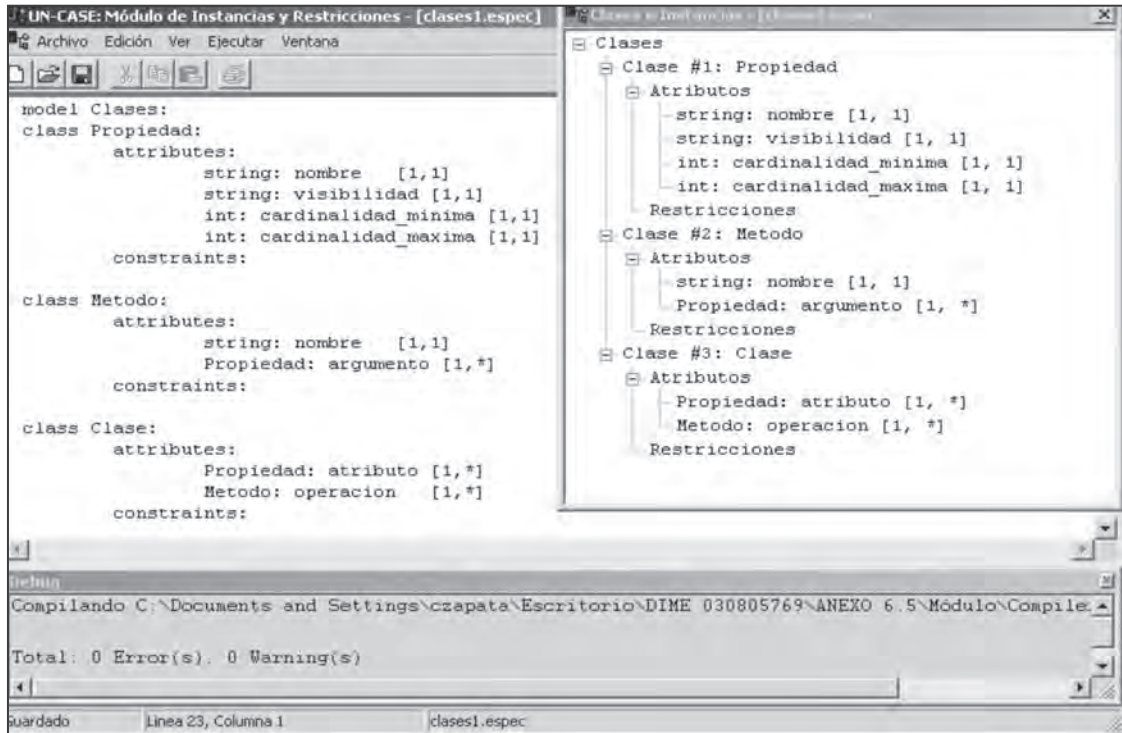 UN-CASE: Módulo de Instancias y Restricciones - [clases1.espec]
Archivo Edición Ver Ejecutar Ventana
model Clases:
class Propiedad:
attributes:
string: nombre [1,1]
string: visibilidad [1,1]
int: cardinalidad_minima [1,1]
int: cardinalidad_maxima [1,1]
constraints:
class Metodo:
attributes:
string: nombre [1,1]
Propiedad: argumento [1,*]
constraints:
class Clase:
attributes:
Propiedad: atributo [1,*]
Metodo: operacion [1,*]
constraints:
Clases e Instancias - [clases1.espec]
Clases
Clase #1: Propiedad
Atributos
string: nombre [1, 1]
string: visibilidad [1, 1]
int: cardinalidad_minima [1, 1]
int: cardinalidad_maxima [1, 1]
Restricciones
Clase #2: Metodo
Atributos
string: nombre [1, 1]
Propiedad: argumento [1, *]
Restricciones
Clase #3: Clase
Atributos
Propiedad: atributo [1, *]
Metodo: operacion [1, *]
Restricciones
Debug
Compilando C:\Documents and Settings\czapata\Escritorio\DIME 030805769\ANEXO 6.5\Módulo\Compile
Total: 0 Error(s). 0 Warning(s)
Guardado Linea 23, Columna 1 clases1.espec